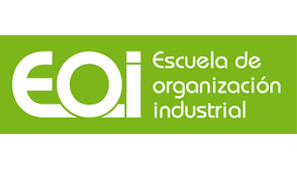 EOi
Escuela de
organización
industrial